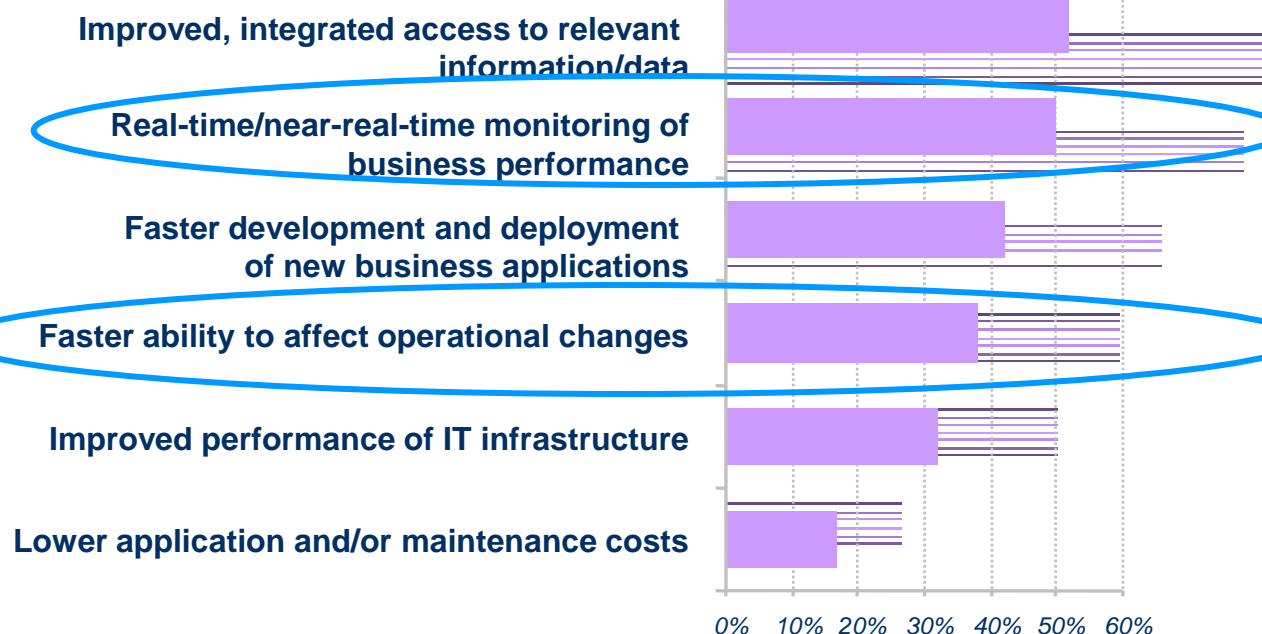 Improved, integrated access to relevant
information/data
Real-time/near-real-time monitoring of
business performance
Faster development and deployment
of new business applications
Faster ability to affect operational changes
Improved performance of IT infrastructure
Lower application and/or maintenance costs
0% 10% 20% 30% 40% 50% 60%